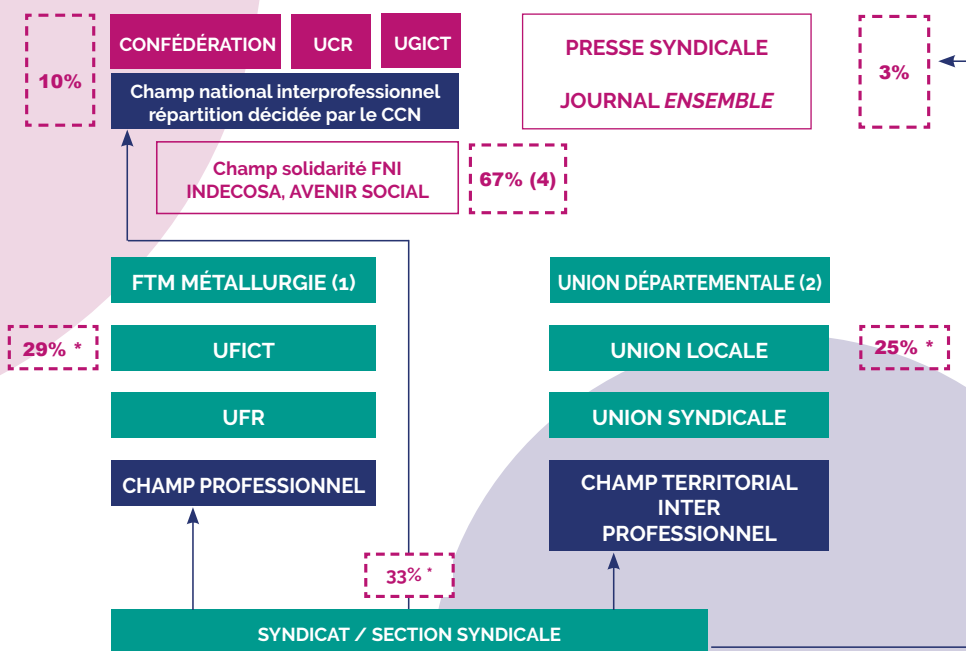 10%
CONFÉDÉRATION
UCR
UGICT
Champ national interprofessionnel
répartition décidée par le CCN
PRESSE SYNDICALE
JOURNAL ENSEMBLE
3%
Champ solidarité FNI
INDECOSA, AVENIR SOCIAL
67% (4)
FTM MÉTALLURGIE (1)
UNION DÉPARTEMENTALE (2)
29% *
UFICT
UNION LOCALE
25% *
UFR
UNION SYNDICALE
CHAMP PROFESSIONNEL
CHAMP TERRITORIAL
INTER
PROFESSIONNEL
33% *
SYNDICAT / SECTION SYNDICALE